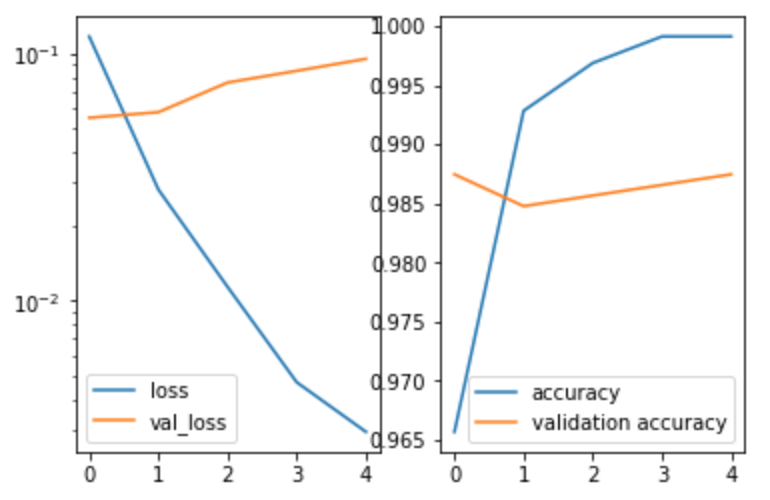 10⁻¹
10⁻²
loss
val_loss
0 1 2 3 4
1.000
0.995
0.990
0.985
0.980
0.975
0.970
0.965
accuracy
validation accuracy
0 1 2 3 4